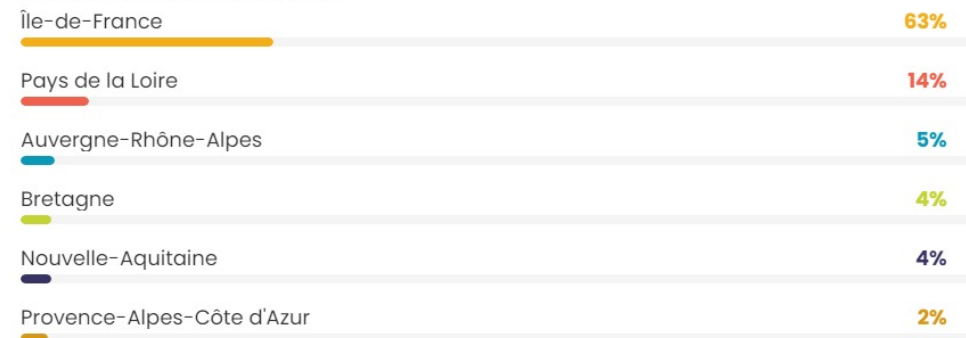 Île-de-France 63%
Pays de la Loire 14%
Auvergne-Rhône-Alpes 5%
Bretagne 4%
Nouvelle-Aquitaine 4%
Provence-Alpes-Côte d'Azur 2%